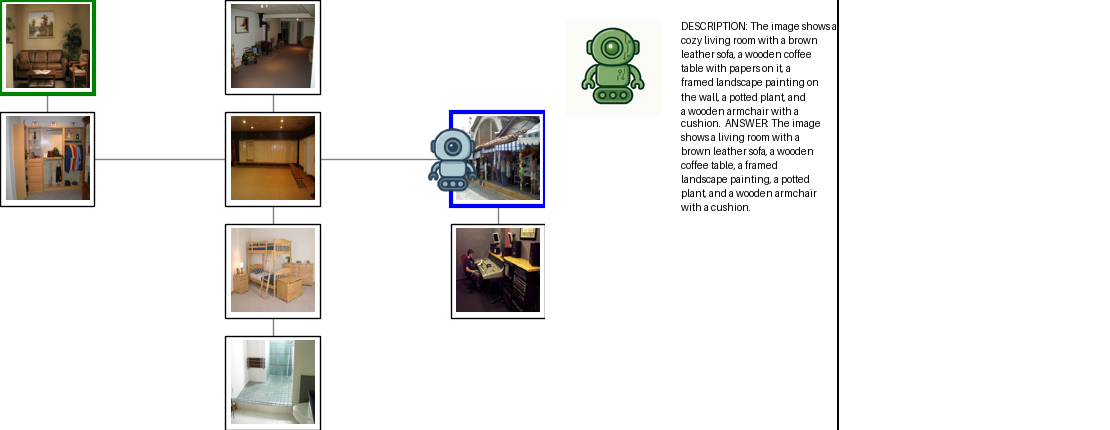 DESCRIPTION: The image shows a
cozy living room with a brown
leather sofa, a wooden coffee
table with papers on it, a
framed landscape painting on
the wall, a potted plant, and
a wooden armchair with a
cushion. ANSWER: The image
shows a living room with a
brown leather sofa, a wooden
coffee table, a framed
landscape painting, a potted
plant, and a wooden armchair
with a cushion.